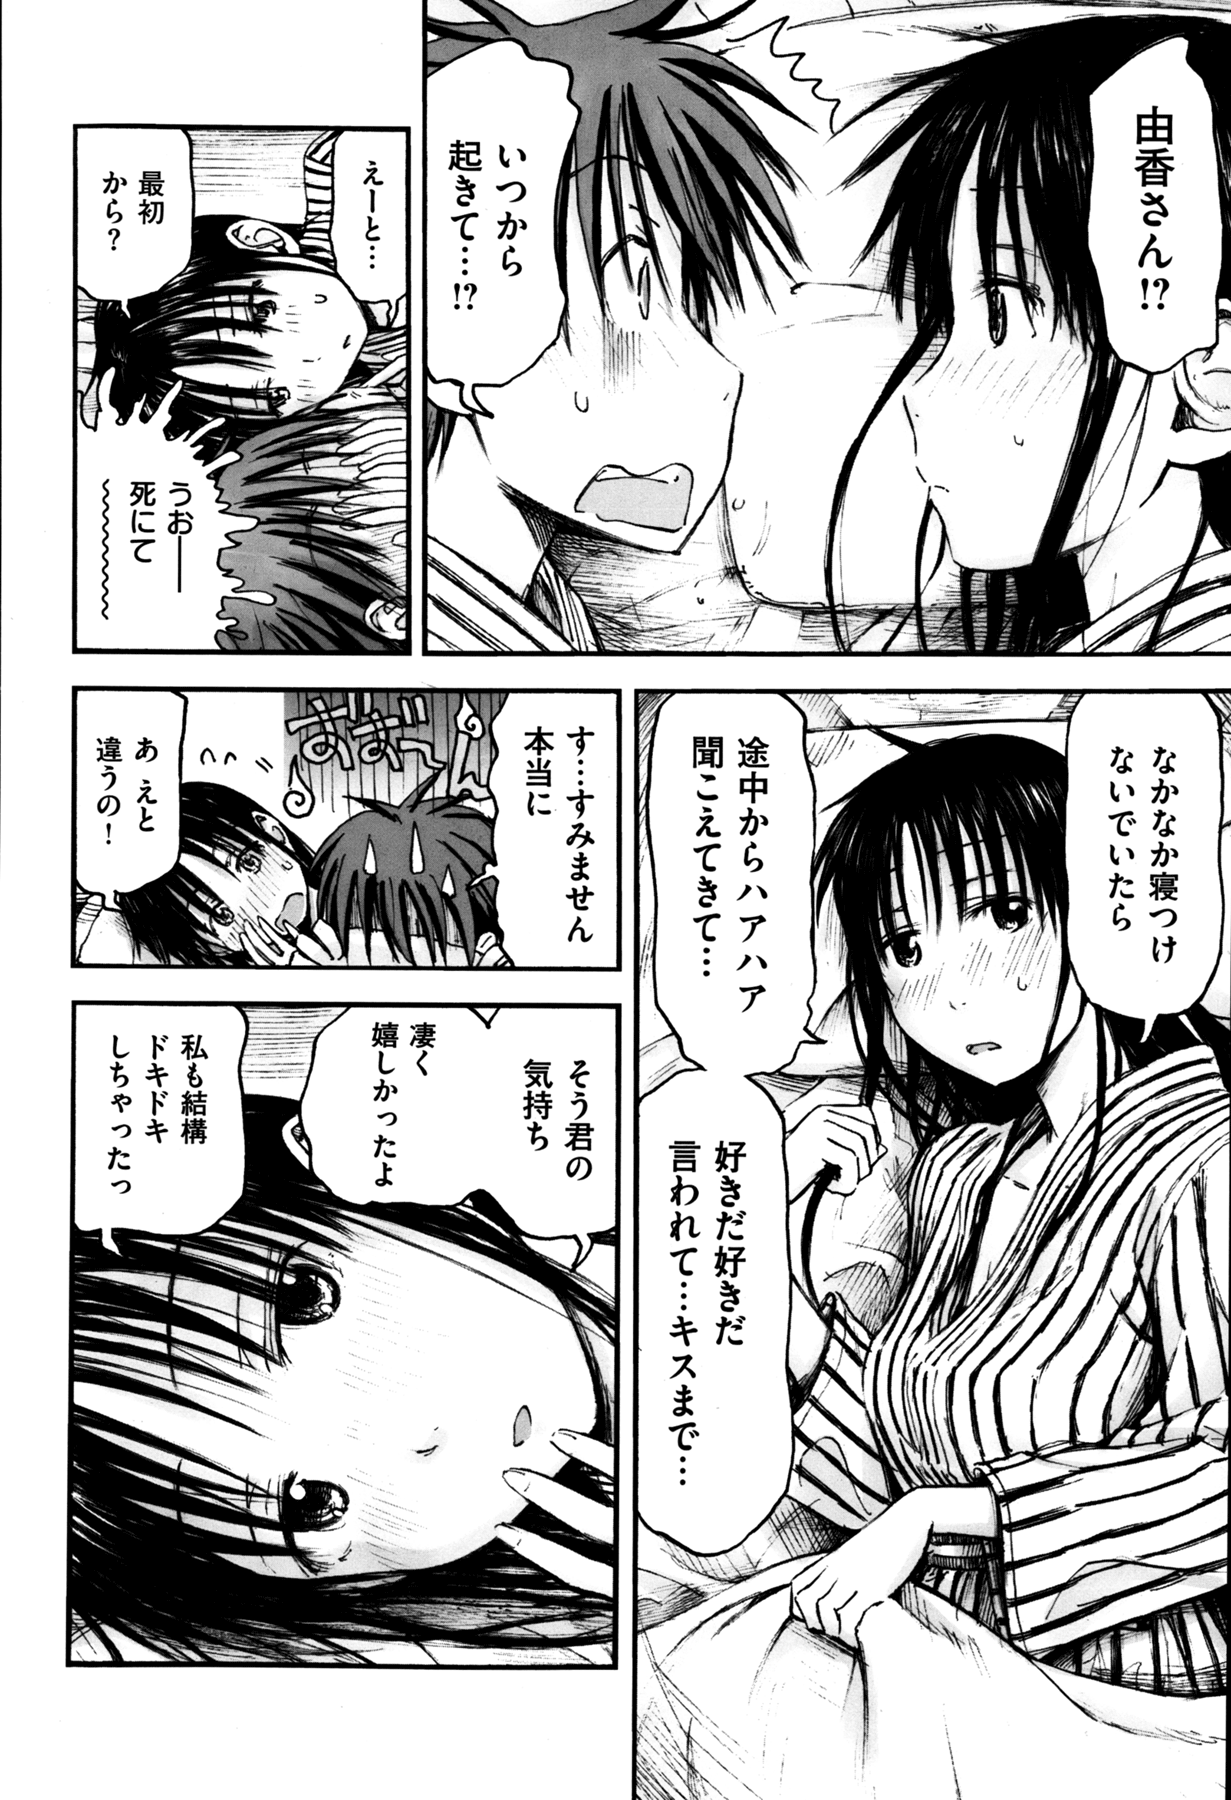 由香さん!?
いつから
起きて…!?
えーと…
最初
から?
うお――
死にて
〜〜〜〜〜
なかなか寝つけ
ないでいたら
途中からハアハア
聞こえてきて…
好きだ好きだ
言われて…キスまで…
す…すみません
本当に
あ えと
違うの!
そう君の
気持ち
凄く
嬉しかったよ
私も結構
ドキドキ
しちゃったっ